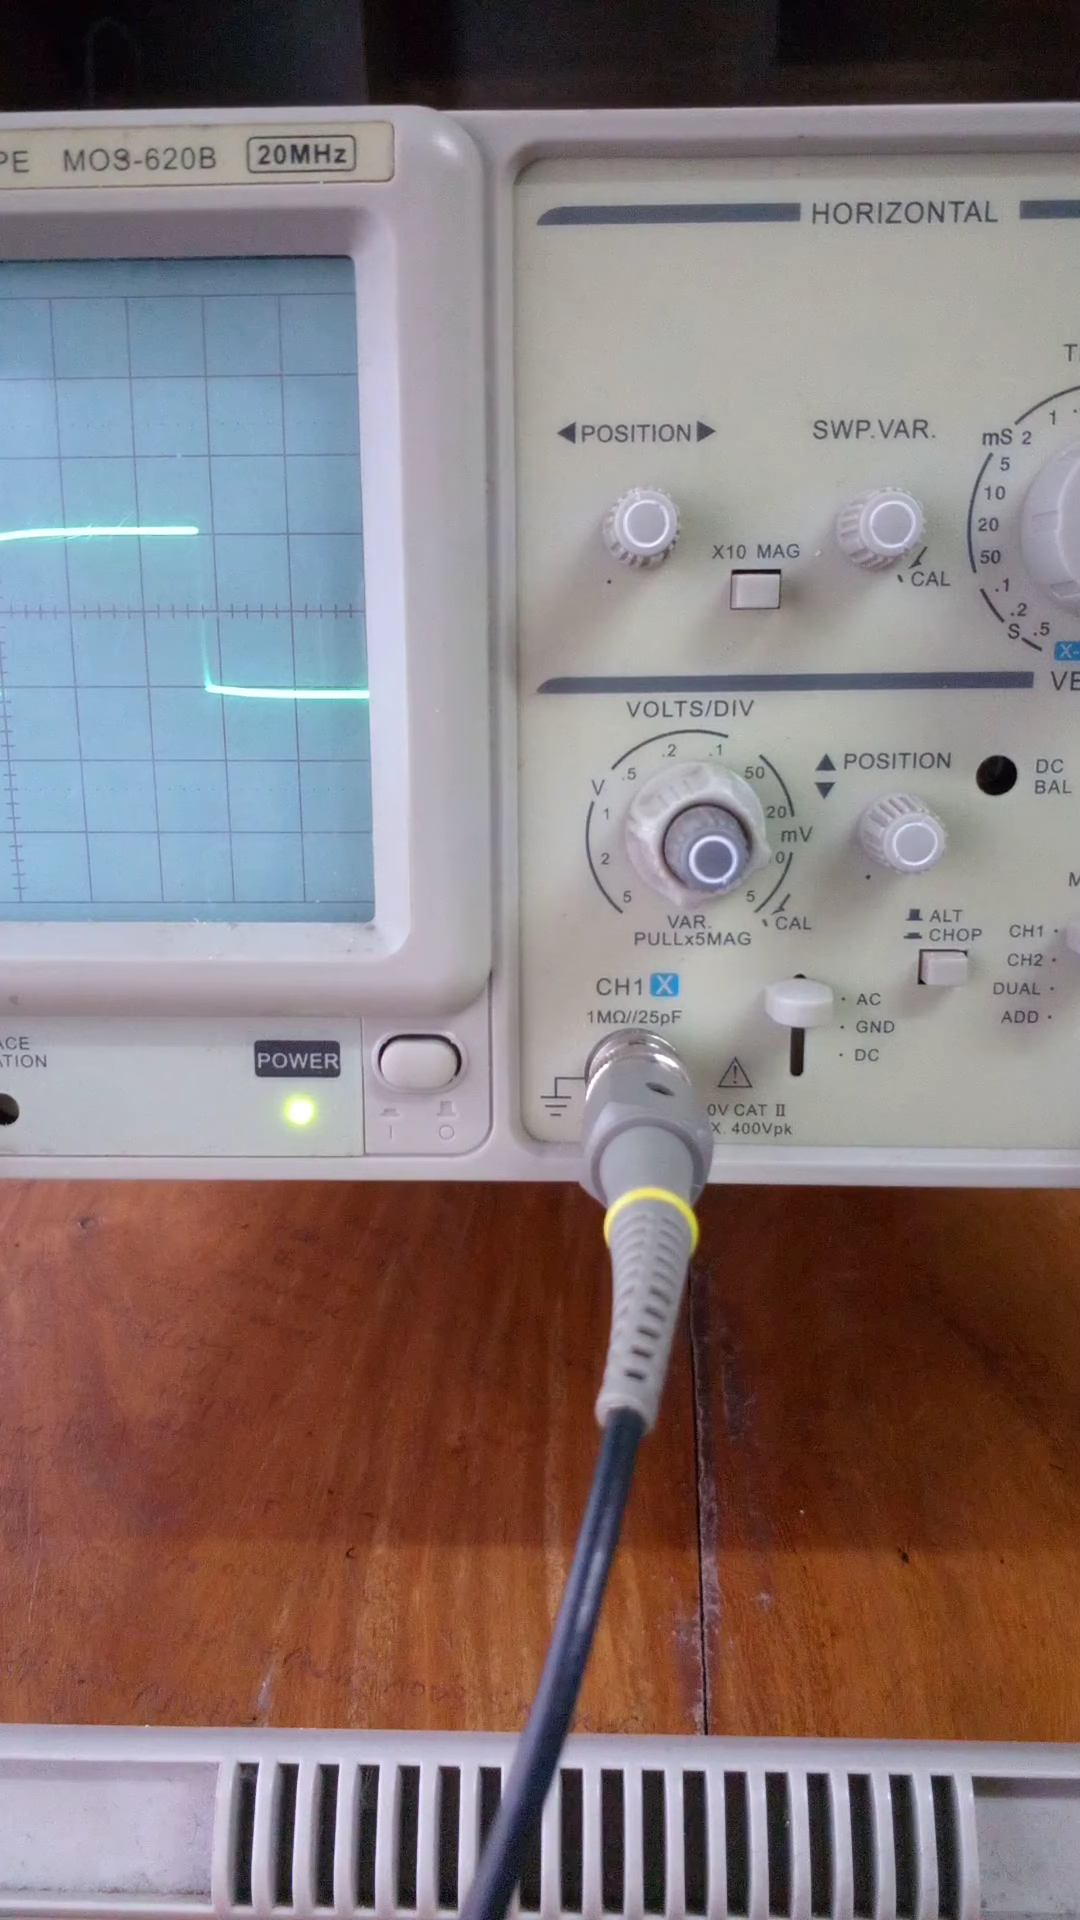 PE MOS-620B 20MHz
HORIZONTAL
◄POSITION►
SWP.VAR.
X10 MAG
CAL
mS
2
1
5
10
20
50
.1
.2
.5
S
X-
VE
VOLTS/DIV
V
.5
.2
.1
50
20
mV
1
2
5
0
5
CAL
VAR.
PULLx5MAG
▲ POSITION
▼
DC
BAL
ALT
CHOP
CH1
CH2
DUAL
ADD
CH1 X
1MΩ//25pF
AC
GND
DC
0V CAT II
X. 400Vpk
ACE
ATION
POWER
I
O